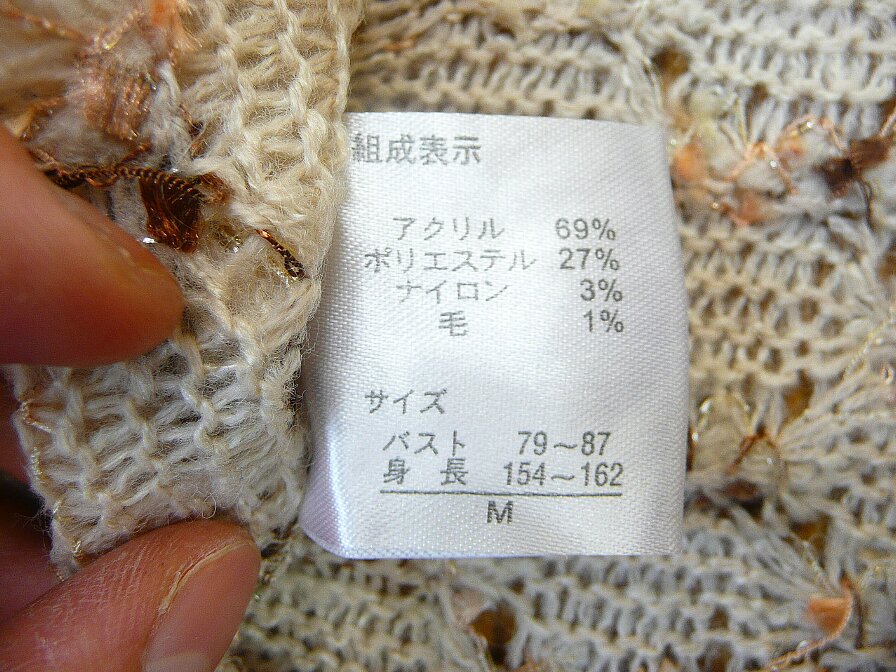 組成表示
アクリル 69%
ポリエステル 27%
ナイロン 3%
毛 1%
サイズ
バスト 79～87
身長 154～162
M